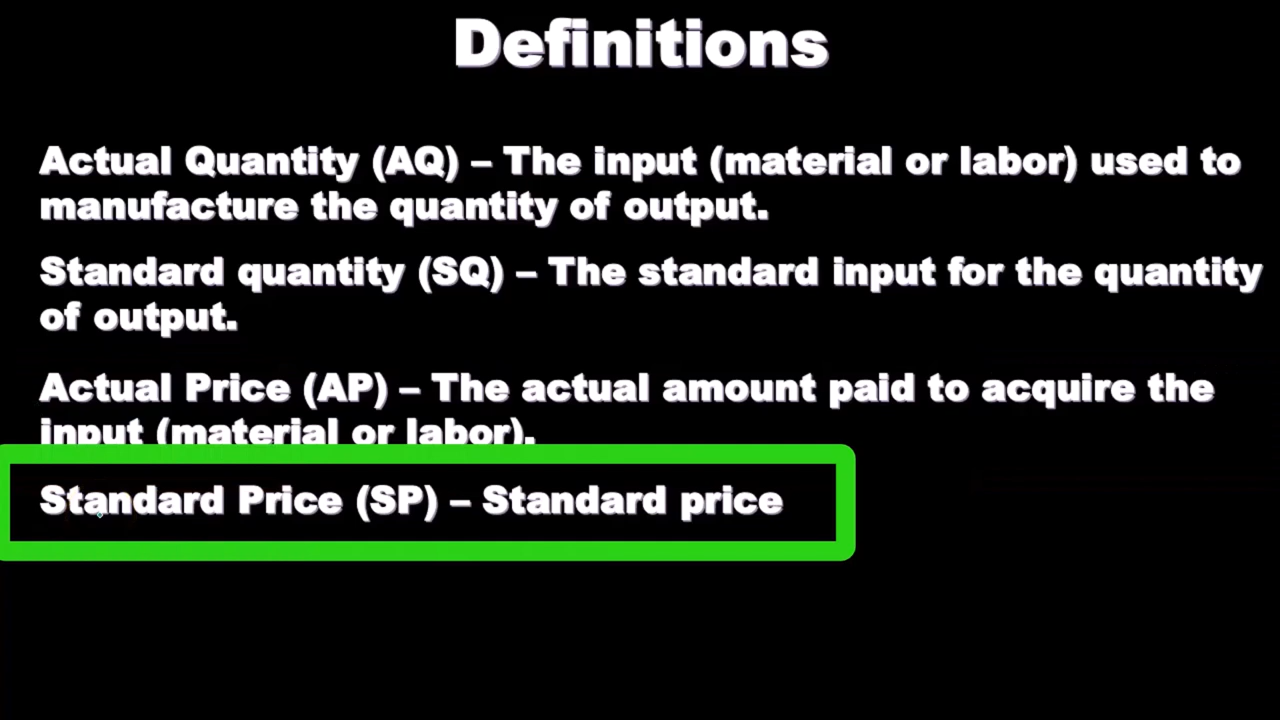 Definitions
Actual Quantity (AQ) – The input (material or labor) used to
manufacture the quantity of output.
Standard quantity (SQ) – The standard input for the quantity
of output.
Actual Price (AP) – The actual amount paid to acquire the
input (material or labor).
Standard Price (SP) – Standard price